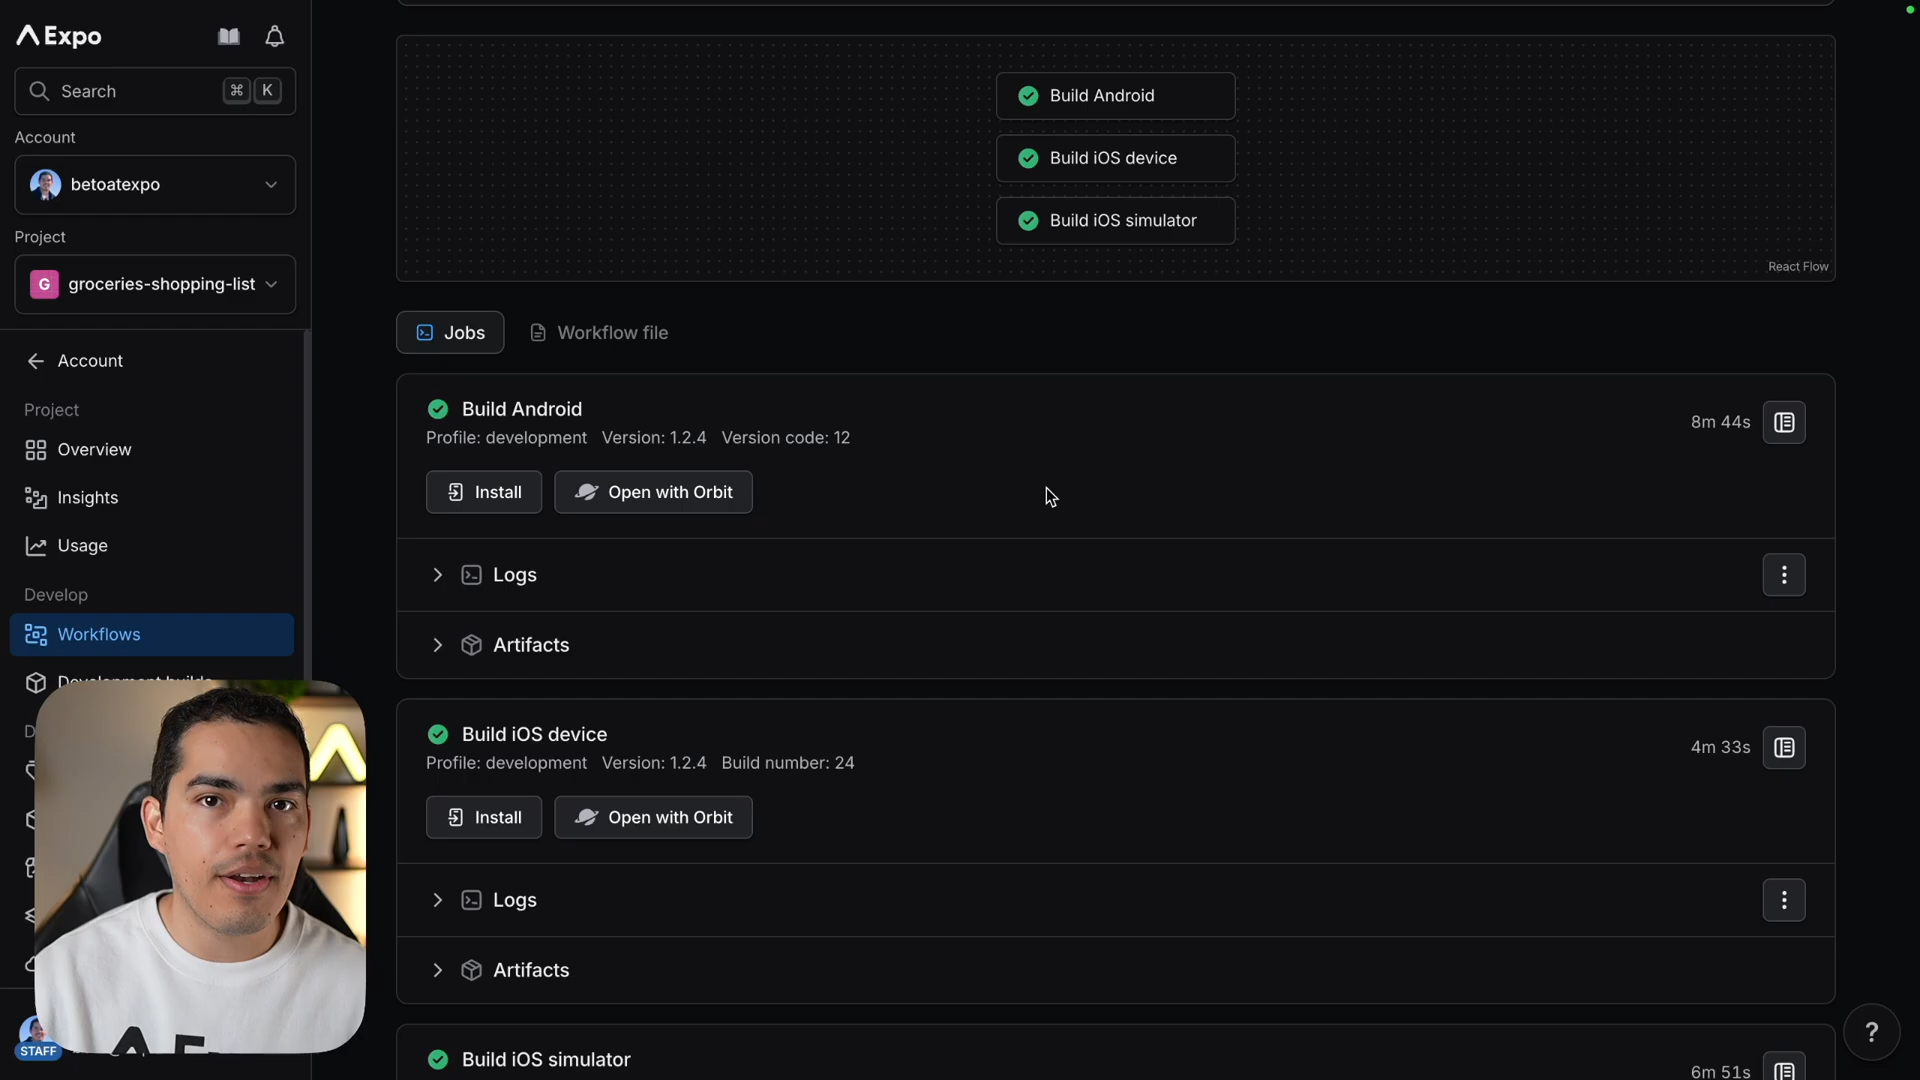 Expo
Search ⌘ K
Account
betoatexpo
Project
G groceries-shopping-list
Account
Project
Overview
Insights
Usage
Develop
Workflows
STAFF
Build Android
Build iOS device
Build iOS simulator
React Flow
Jobs
Workflow file
Build Android
8m 44s
Profile: development Version: 1.2.4 Version code: 12
Install
Open with Orbit
Logs
Artifacts
Build iOS device
4m 33s
Profile: development Version: 1.2.4 Build number: 24
Install
Open with Orbit
Logs
Artifacts
Build iOS simulator
6m 51s
?